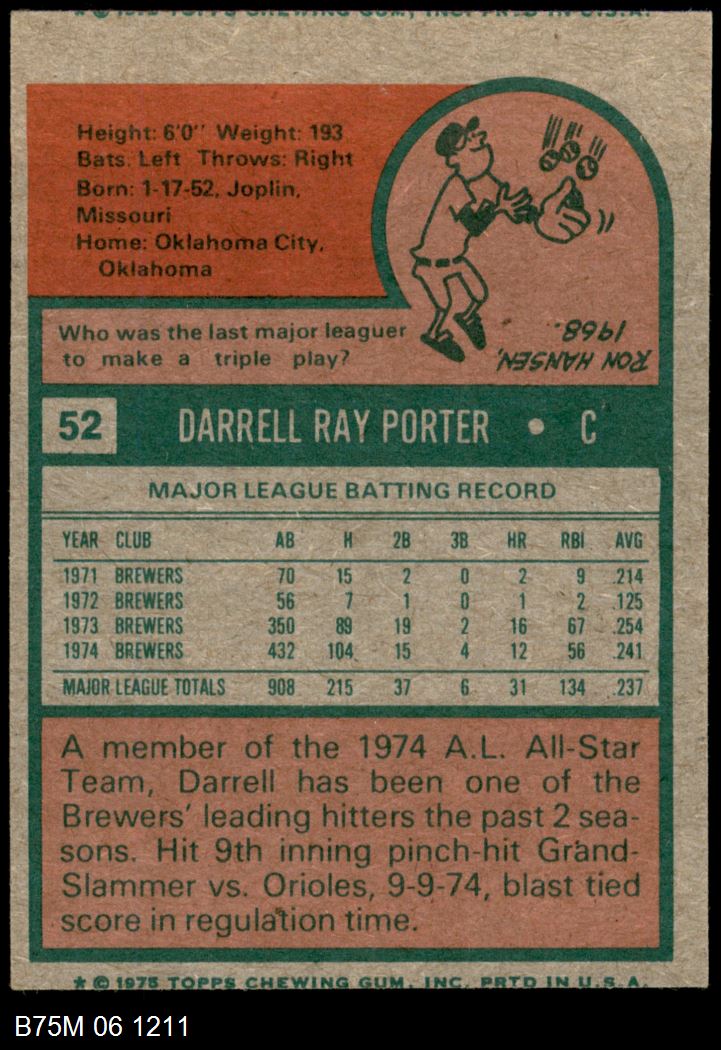 * © 1975 TOPPS CHEWING GUM, INC. PRTD IN U.S.A.
Height: 6'0" Weight: 193
Bats: Left Throws: Right
Born: 1-17-52, Joplin,
Missouri
Home: Oklahoma City,
Oklahoma
Who was the last major leaguer
to make a triple play?
RON HANSEN,
1968.
52 DARRELL RAY PORTER • C
MAJOR LEAGUE BATTING RECORD
YEAR CLUB AB H 2B 3B HR RBI AVG
1971 BREWERS 70 15 2 0 2 9 .214
1972 BREWERS 56 7 1 0 1 2 .125
1973 BREWERS 350 89 19 2 16 67 .254
1974 BREWERS 432 104 15 4 12 56 .241
MAJOR LEAGUE TOTALS 908 215 37 6 31 134 .237
A member of the 1974 A.L. All-Star
Team, Darrell has been one of the
Brewers' leading hitters the past 2 sea-
sons. Hit 9th inning pinch-hit Grand-
Slammer vs. Orioles, 9-9-74, blast tied
score in regulation time.
* © 1975 TOPPS CHEWING GUM, INC. PRTD IN U.S.A.
B75M 06 1211